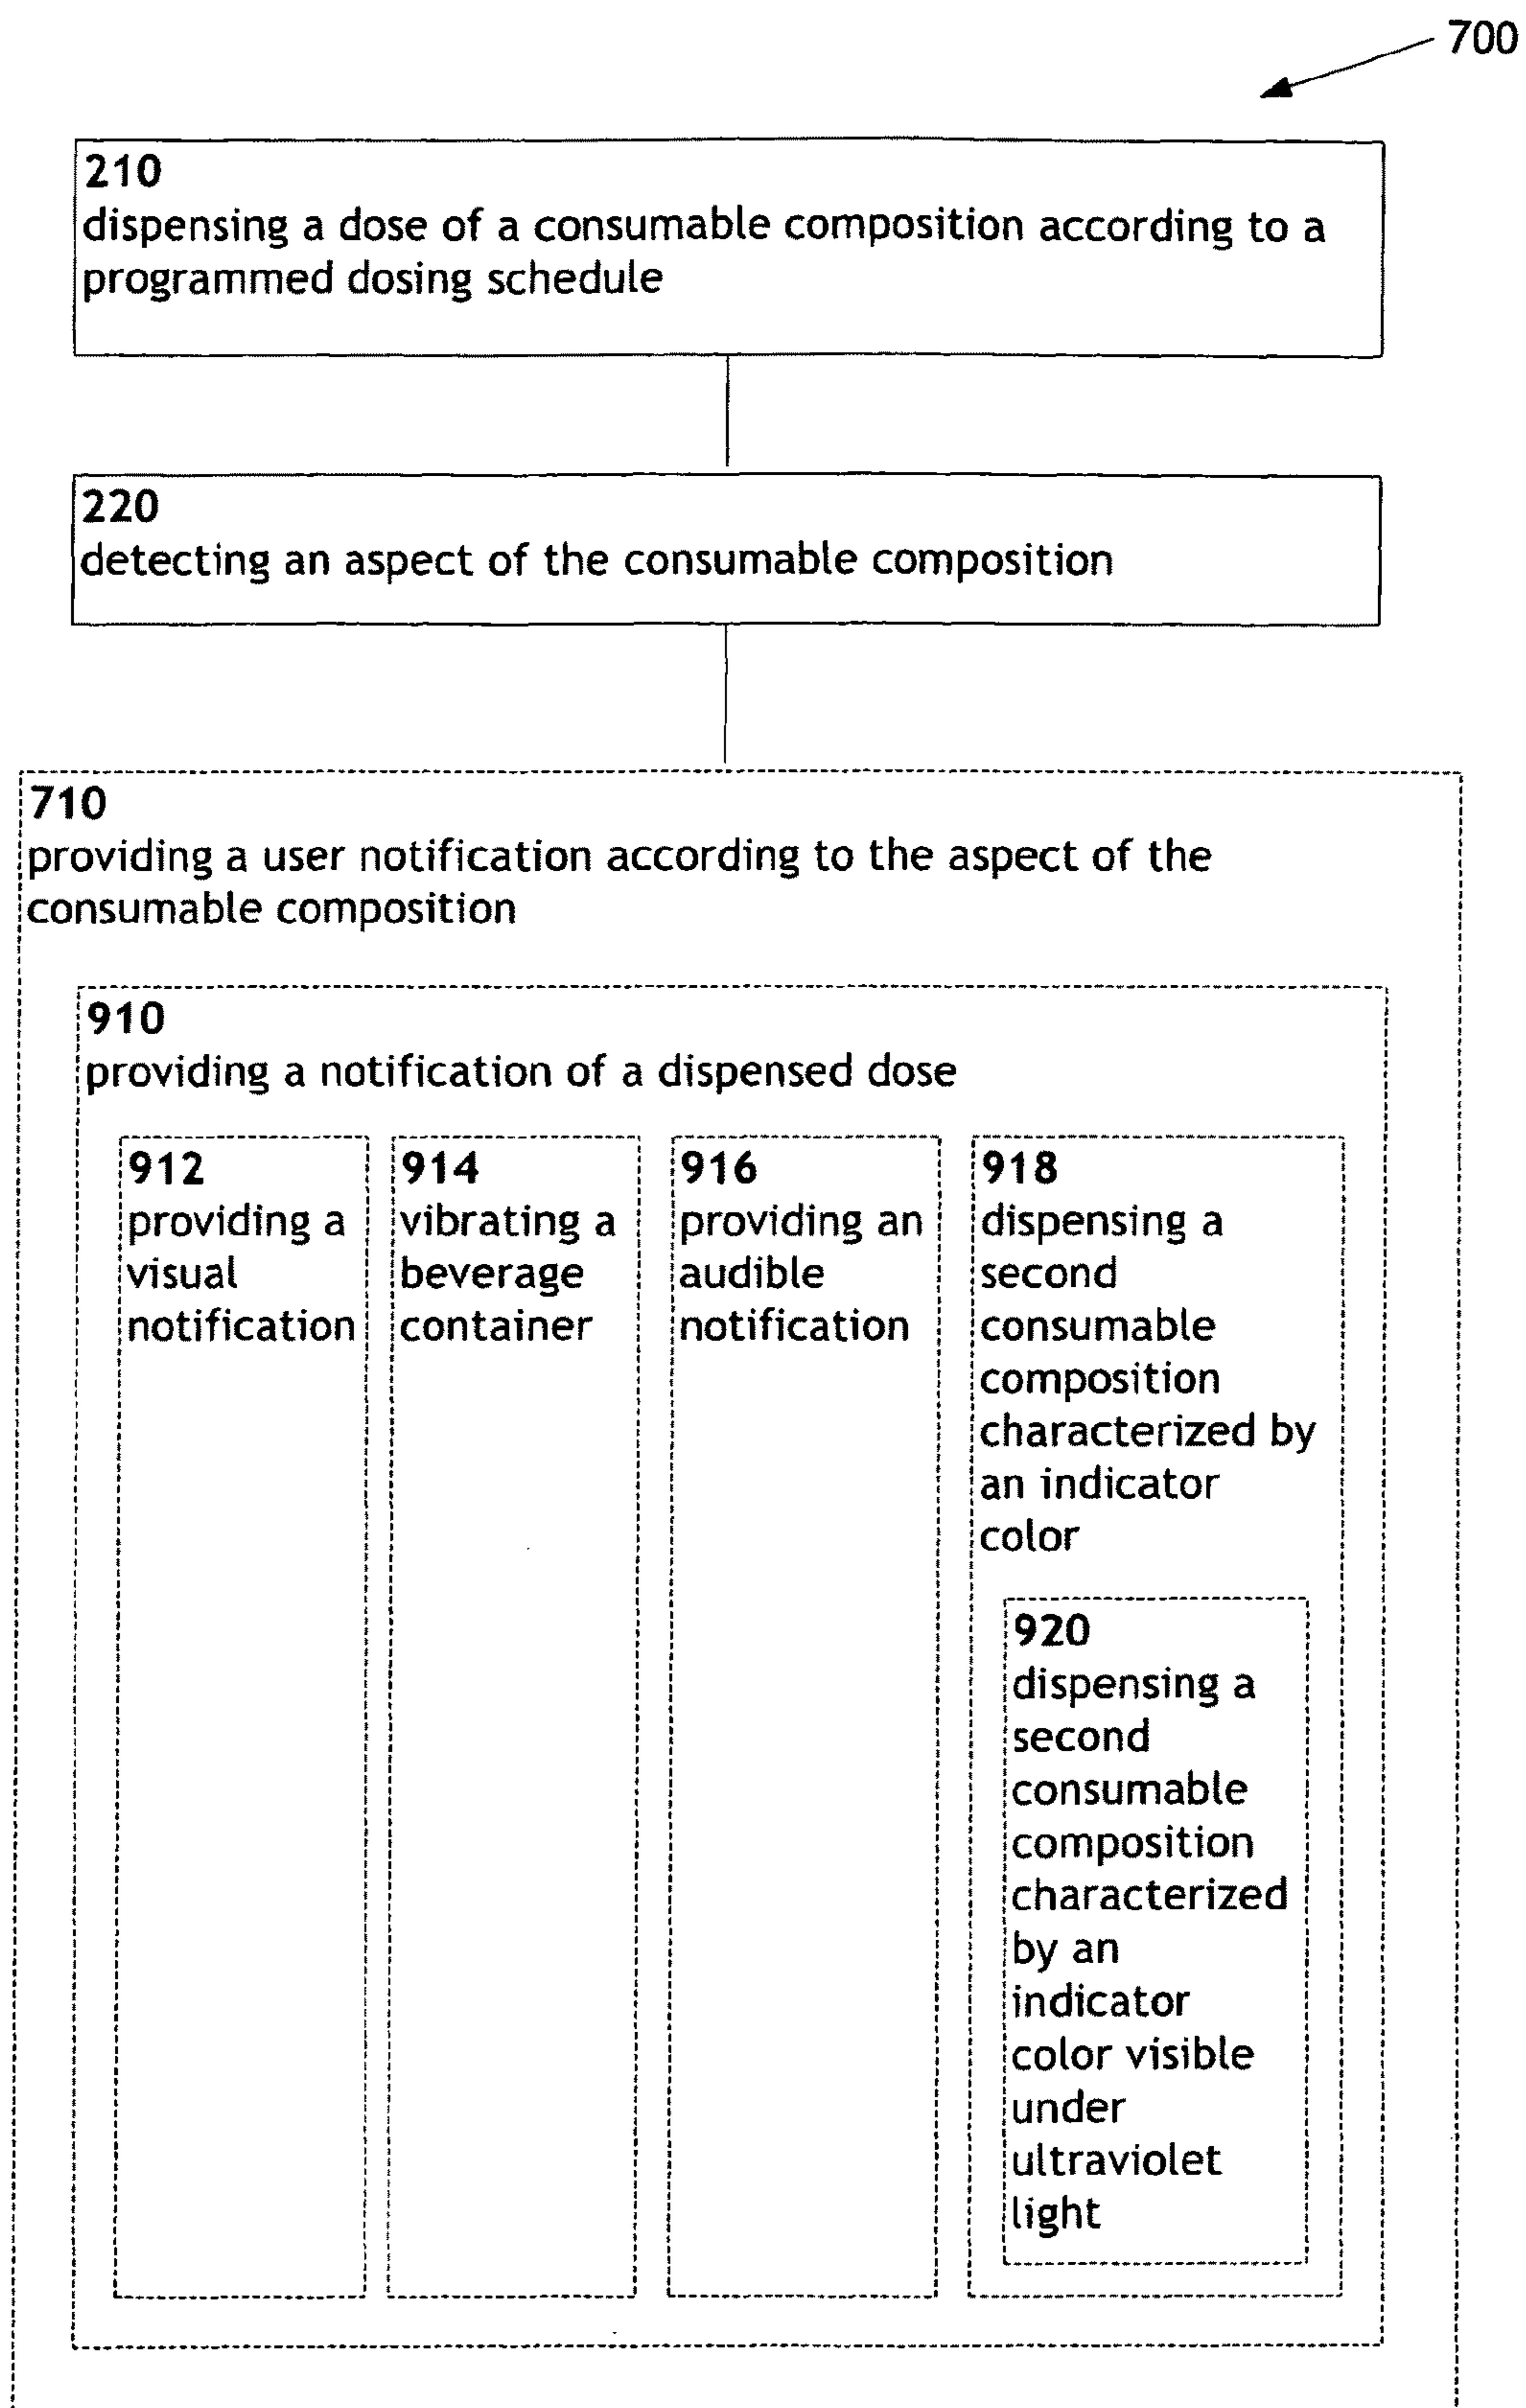 700
210
dispensing a dose of a consumable composition according to a
programmed dosing schedule
220
detecting an aspect of the consumable composition
710
providing a user notification according to the aspect of the
consumable composition
910
providing a notification of a dispensed dose
912
providing a
visual
notification
914
vibrating a
beverage
container
916
providing an
audible
notification
918
dispensing a
second
consumable
composition
characterized by
an indicator
color
920
dispensing a
second
consumable
composition
characterized
by an
indicator
color visible
under
ultraviolet
light